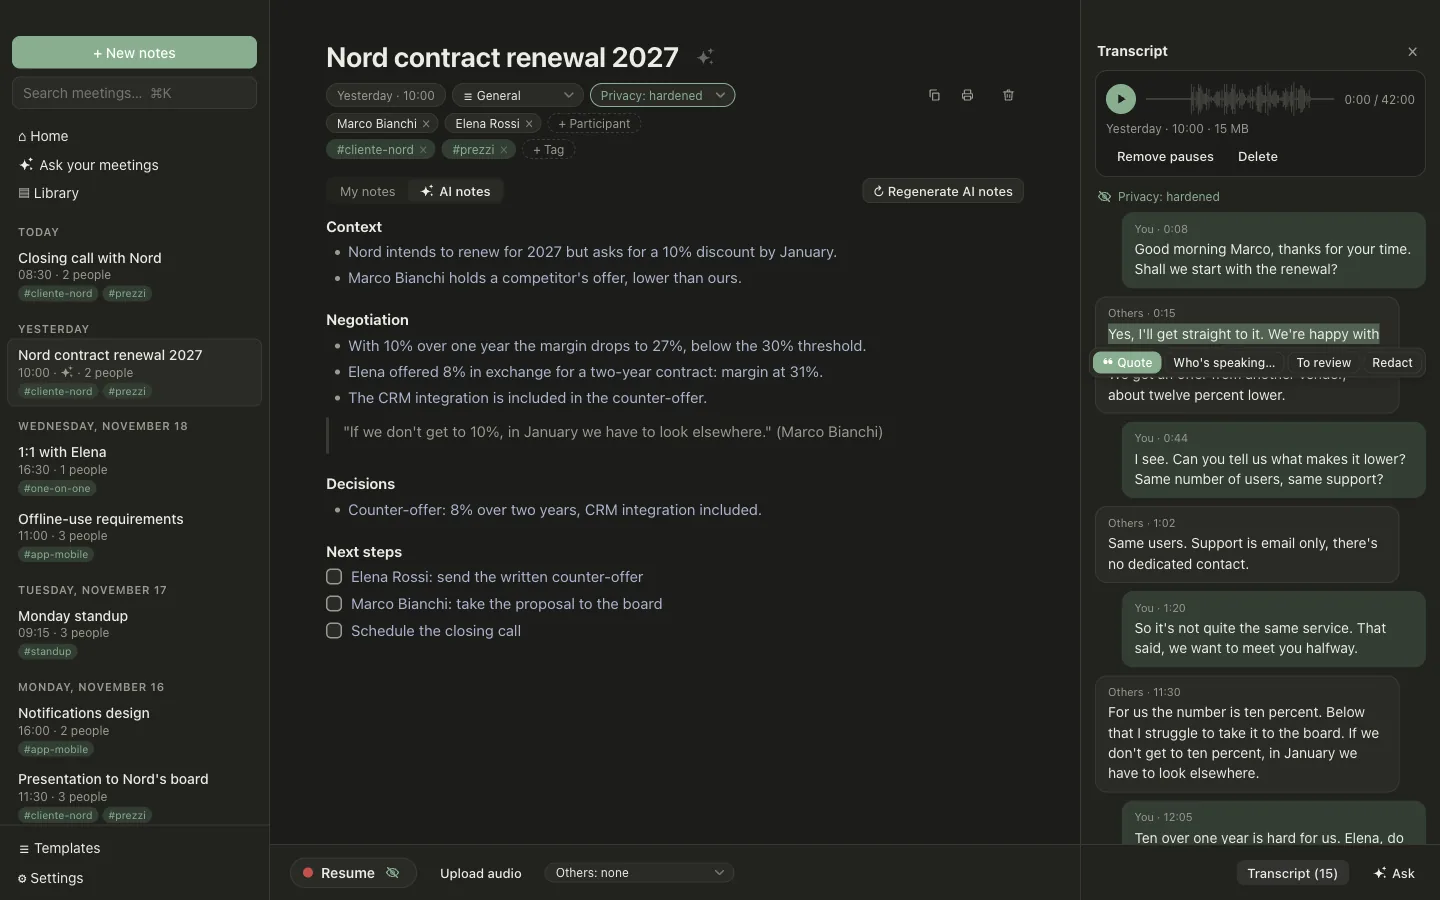 + New notes
Search meetings... ⌘K
Home
Ask your meetings
Library
TODAY
Closing call with Nord
08:30 · 2 people
#cliente-nord #prezzi
YESTERDAY
Nord contract renewal 2027
10:00 · · 2 people
#cliente-nord #prezzi
WEDNESDAY, NOVEMBER 18
1:1 with Elena
16:30 · 1 people
#one-on-one
Offline-use requirements
11:00 · 3 people
#app-mobile
TUESDAY, NOVEMBER 17
Monday standup
09:15 · 3 people
#standup
MONDAY, NOVEMBER 16
Notifications design
16:00 · 2 people
#app-mobile
Presentation to Nord's board
11:30 · 3 people
#cliente-nord #prezzi
Templates
Settings
Nord contract renewal 2027
Yesterday · 10:00 General Privacy: hardened
Marco Bianchi × Elena Rossi × + Participant
#cliente-nord × #prezzi × + Tag
My notes AI notes Regenerate AI notes
Context
• Nord intends to renew for 2027 but asks for a 10% discount by January.
• Marco Bianchi holds a competitor's offer, lower than ours.
Negotiation
• With 10% over one year the margin drops to 27%, below the 30% threshold.
• Elena offered 8% in exchange for a two-year contract: margin at 31%.
• The CRM integration is included in the counter-offer.
"If we don't get to 10%, in January we have to look elsewhere." (Marco Bianchi)
Decisions
• Counter-offer: 8% over two years, CRM integration included.
Next steps
Elena Rossi: send the written counter-offer
Marco Bianchi: take the proposal to the board
Schedule the closing call
Resume Upload audio Others: none
Transcript ×
0:00 / 42:00
Yesterday · 10:00 · 15 MB
Remove pauses Delete
Privacy: hardened
You · 0:08
Good morning Marco, thanks for your time.
Shall we start with the renewal?
Others · 0:15
Yes, I'll get straight to it. We're happy with
Quote Who's speaking... To review Redact
We got an offer from another vendor,
about twelve percent lower.
You · 0:44
I see. Can you tell us what makes it lower?
Same number of users, same support?
Others · 1:02
Same users. Support is email only, there's
no dedicated contact.
You · 1:20
So it's not quite the same service. That
said, we want to meet you halfway.
Others · 11:30
For us the number is ten percent. Below
that I struggle to take it to the board. If we
don't get to ten percent, in January we
have to look elsewhere.
You · 12:05
Ten over one year is hard for us. Elena, do
Transcript (15) Ask